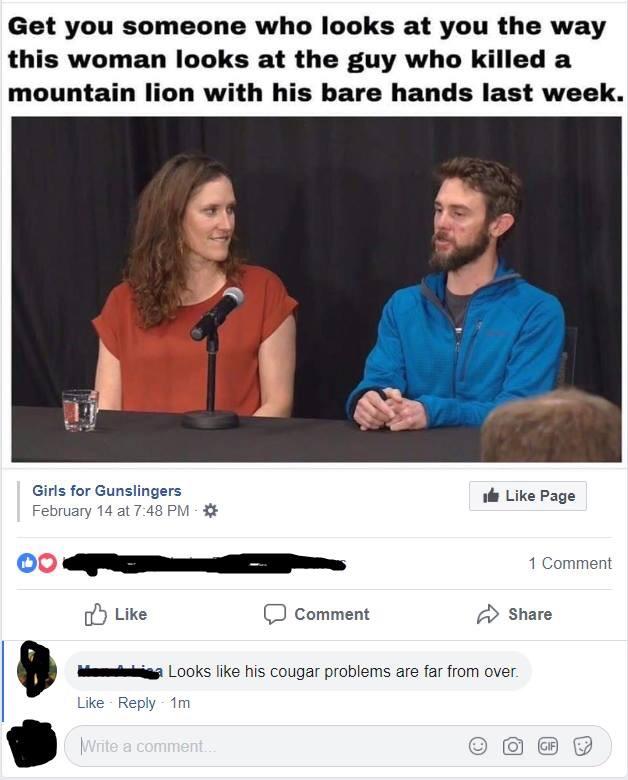 Get you someone who looks at you the way
this woman looks at the guy who killed a
mountain lion with his bare hands last week.
Girls for Gunslingers
February 14 at 7:48 PM ·
Like Page
1 Comment
Like Comment Share
Looks like his cougar problems are far from over.
Like · Reply · 1m
Write a comment...
GIF